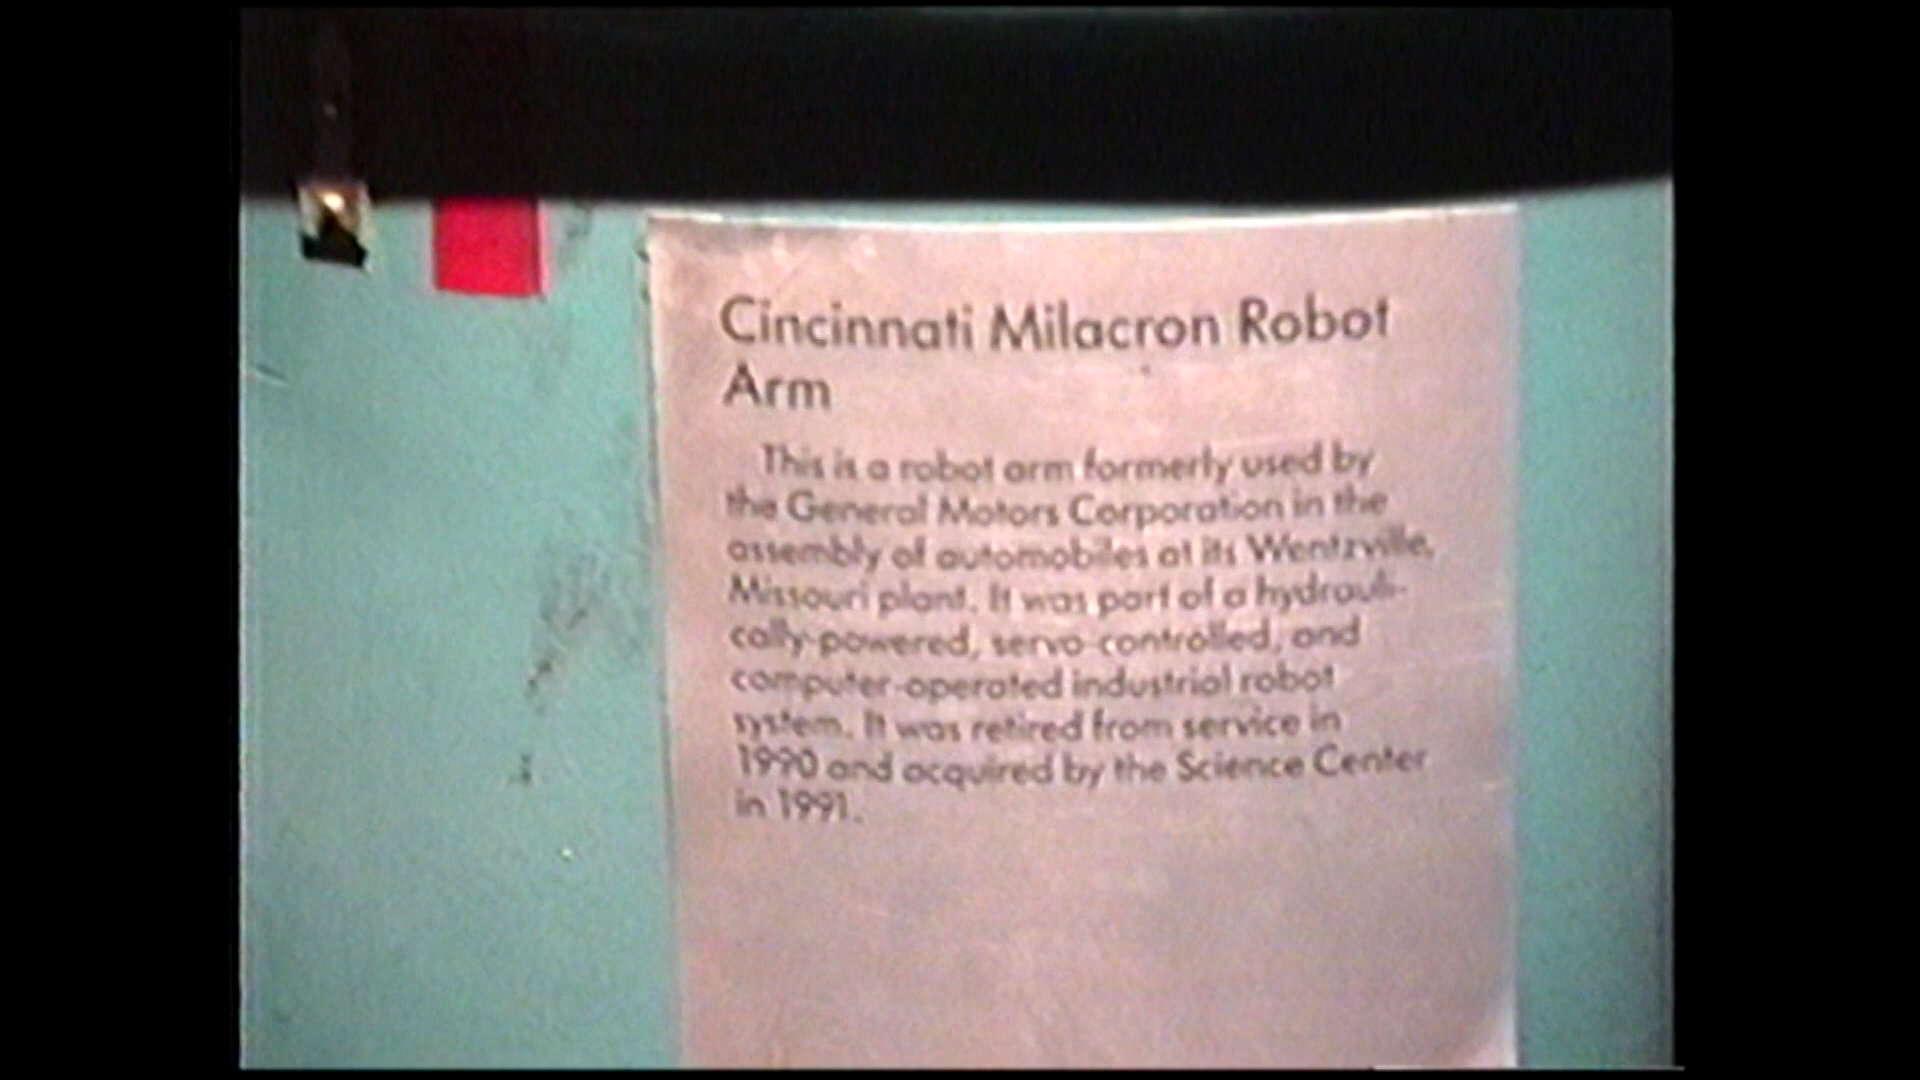 Cincinnati Milacron Robot
Arm
This is a robot arm formerly used by
the General Motors Corporation in the
assembly of automobiles at its Wentzville,
Missouri plant. It was part of a hydrauli-
cally-powered, servo-controlled, and
computer-operated industrial robot
system. It was retired from service in
1990 and acquired by the Science Center
in 1991.